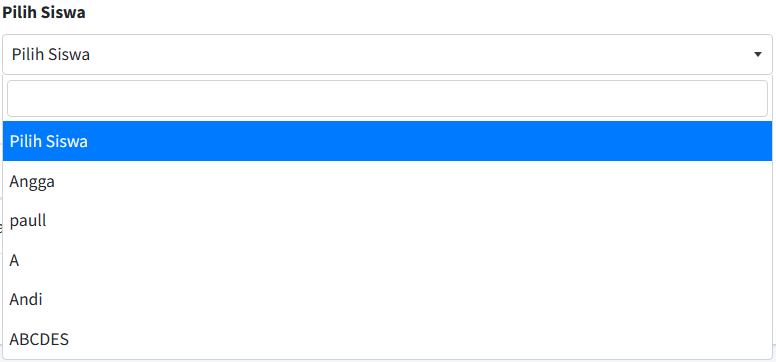 Pilih Siswa
Pilih Siswa
Pilih Siswa
Angga
paull
A
Andi
ABCDES